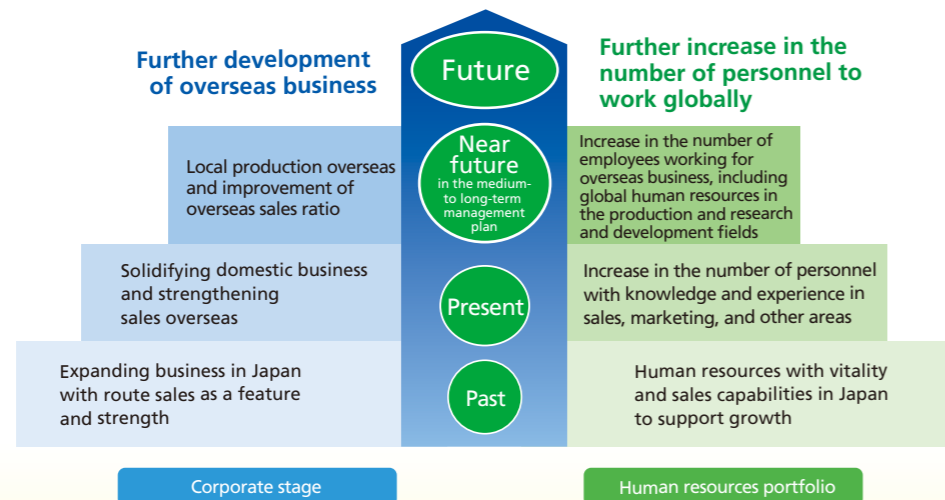 Further development
of overseas business
Future
Further increase in the
number of personnel to
work globally
Local production overseas
and improvement of
overseas sales ratio
Near
future
in the medium-
to long-term
management
plan
Increase in the number of
employees working for
overseas business, including
global human resources in
the production and research
and development fields
Solidifying domestic business
and strengthening
sales overseas
Present
Increase in the number of personnel
with knowledge and experience in
sales, marketing, and other areas
Expanding business in Japan
with route sales as a feature
and strength
Past
Human resources with vitality
and sales capabilities in Japan
to support growth
Corporate stage
Human resources portfolio